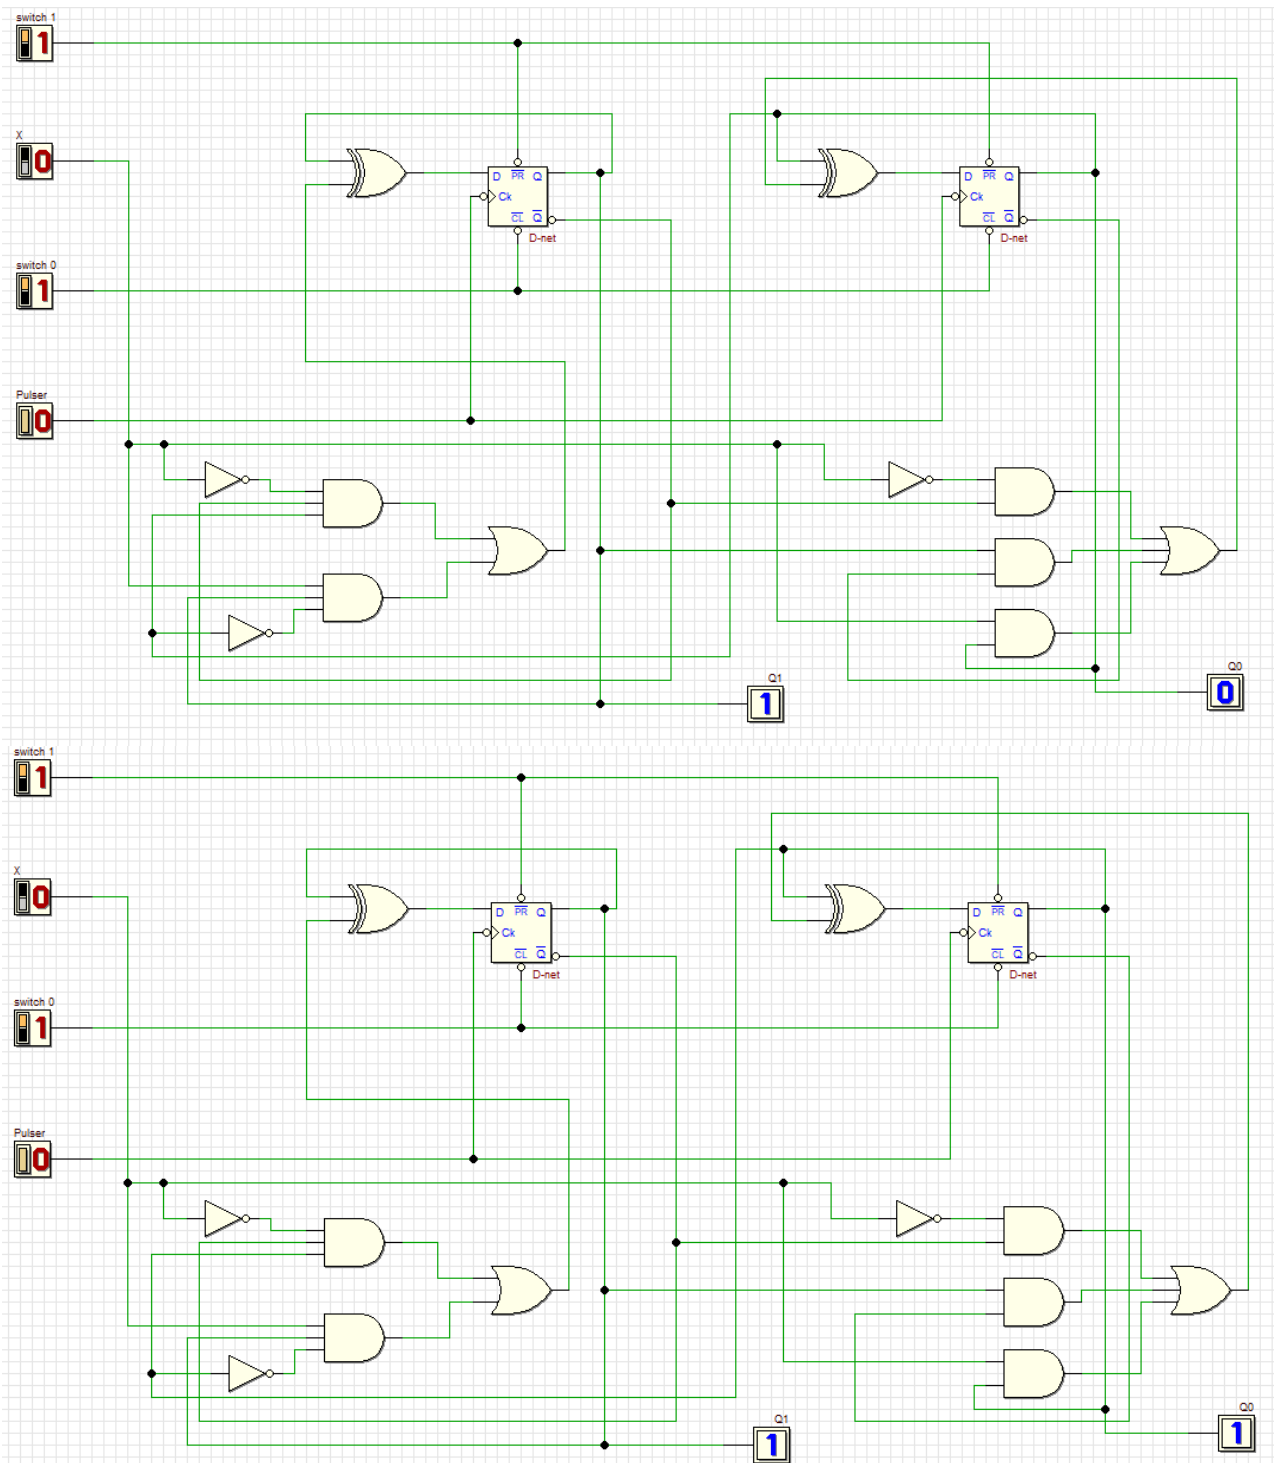 switch 1
1
X
0
D PR Q
Ck
CL Q
D-net
D PR Q
Ck
CL Q
D-net
switch 0
1
Pulser
0
Q1
1
Q0
0
switch 1
1
X
0
D PR Q
Ck
CL Q
D-net
D PR Q
Ck
CL Q
D-net
switch 0
1
Pulser
0
Q1
1
Q0
1